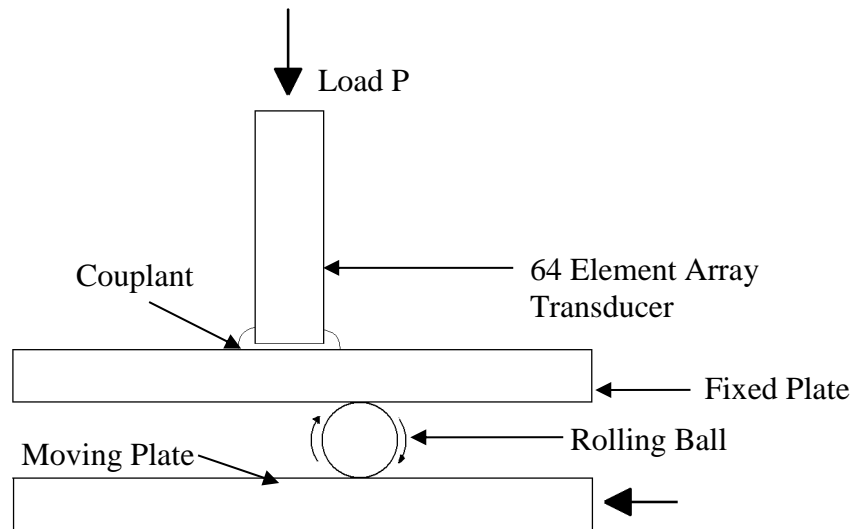 Load P
Couplant
64 Element Array
Transducer
Fixed Plate
Rolling Ball
Moving Plate